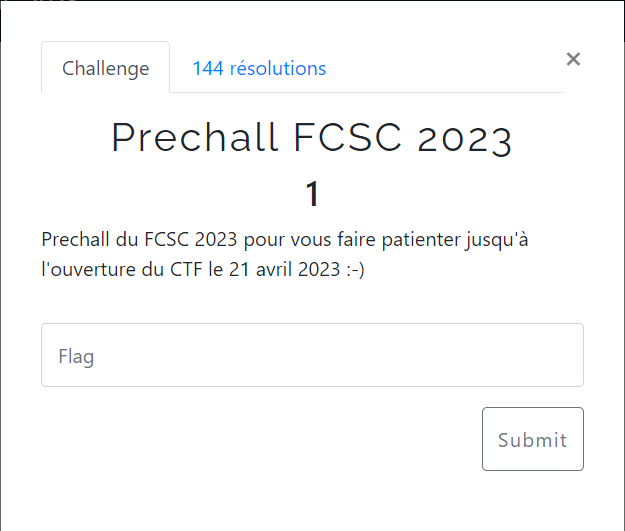 Challenge
144 résolutions
×
Prechall FCSC 2023
1
Prechall du FCSC 2023 pour vous faire patienter jusqu'à
l'ouverture du CTF le 21 avril 2023 :-)
Flag
Submit